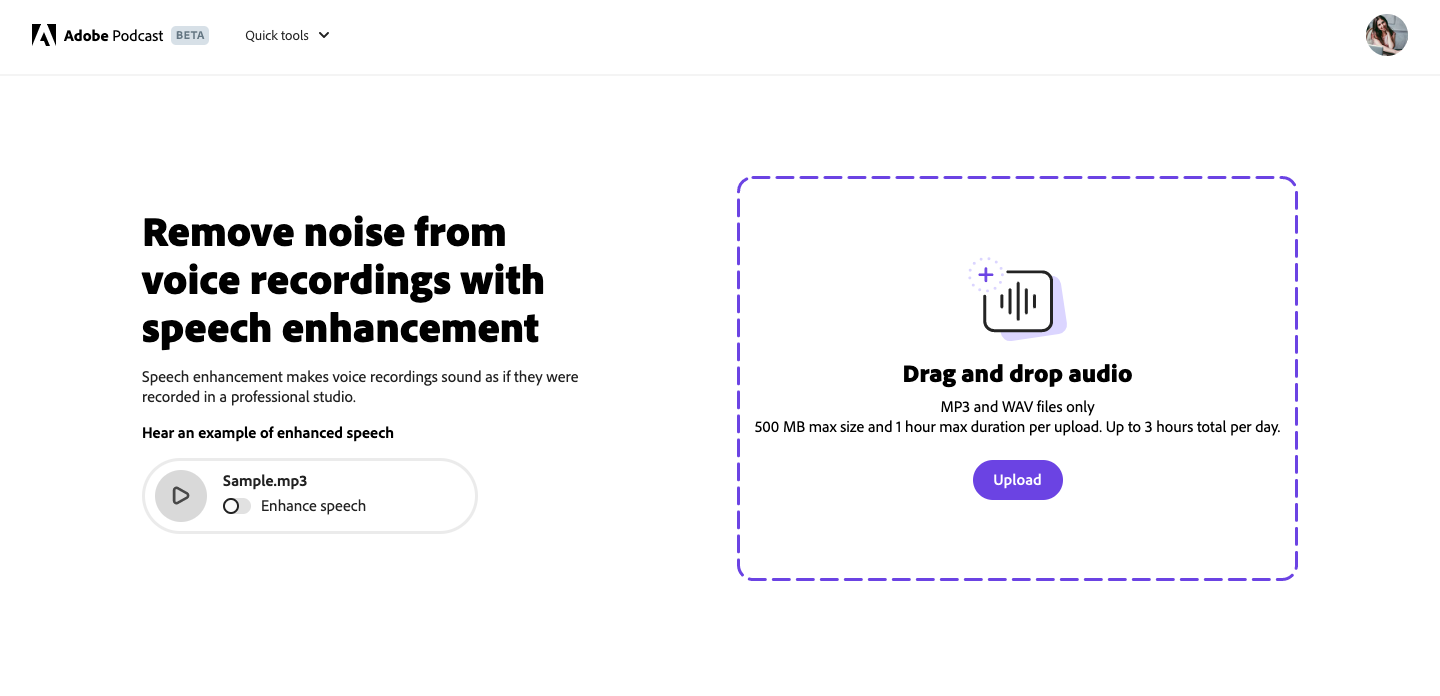 Adobe Podcast BETA Quick tools
Remove noise from
voice recordings with
speech enhancement
Speech enhancement makes voice recordings sound as if they were
recorded in a professional studio.
Hear an example of enhanced speech
Sample.mp3
Enhance speech
Drag and drop audio
MP3 and WAV files only
500 MB max size and 1 hour max duration per upload. Up to 3 hours total per day.
Upload